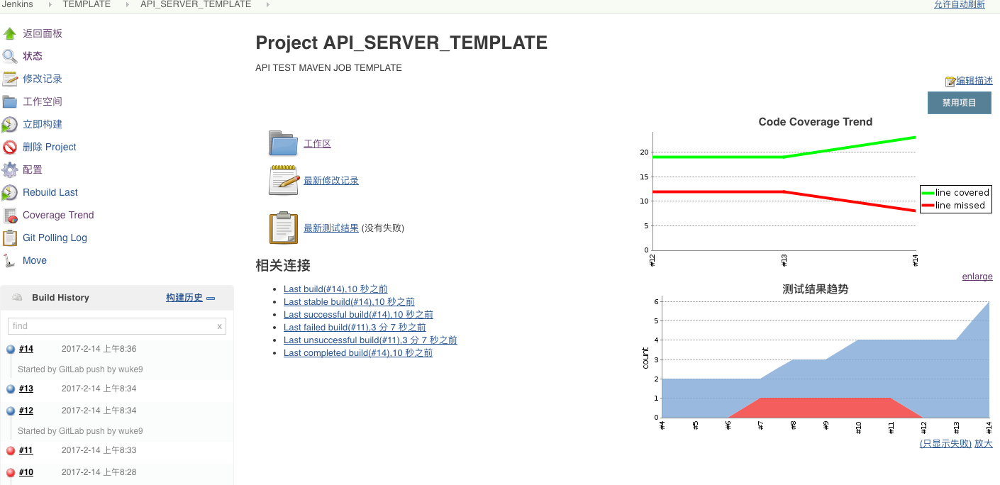 Jenkins TEMPLATE API_SERVER_TEMPLATE 允许自动刷新
返回面板
状态
修改记录
工作空间
立即构建
删除 Project
配置
Rebuild Last
Coverage Trend
Git Polling Log
Move
Build History 构建历史
find x
#14 2017-2-14 上午8:36
Started by GitLab push by wuke9
#13 2017-2-14 上午8:34
#12 2017-2-14 上午8:34
Started by GitLab push by wuke9
#11 2017-2-14 上午8:33
#10 2017-2-14 上午8:28
Project API_SERVER_TEMPLATE
API TEST MAVEN JOB TEMPLATE
编辑描述
禁用项目
工作区
最新修改记录
最新测试结果 (没有失败)
相关连接
Last build(#14),10 秒之前
Last stable build(#14),10 秒之前
Last successful build(#14),10 秒之前
Last failed build(#11),3 分 7 秒之前
Last unsuccessful build(#11),3 分 7 秒之前
Last completed build(#14),10 秒之前
Code Coverage Trend
20
15
10
5
0
#12 #13 #14
line covered
line missed
enlarge
测试结果趋势
count
6
5
4
3
2
1
0
#4 #5 #6 #7 #8 #9 #10 #11 #12 #13 #14
(只显示失败) 放大